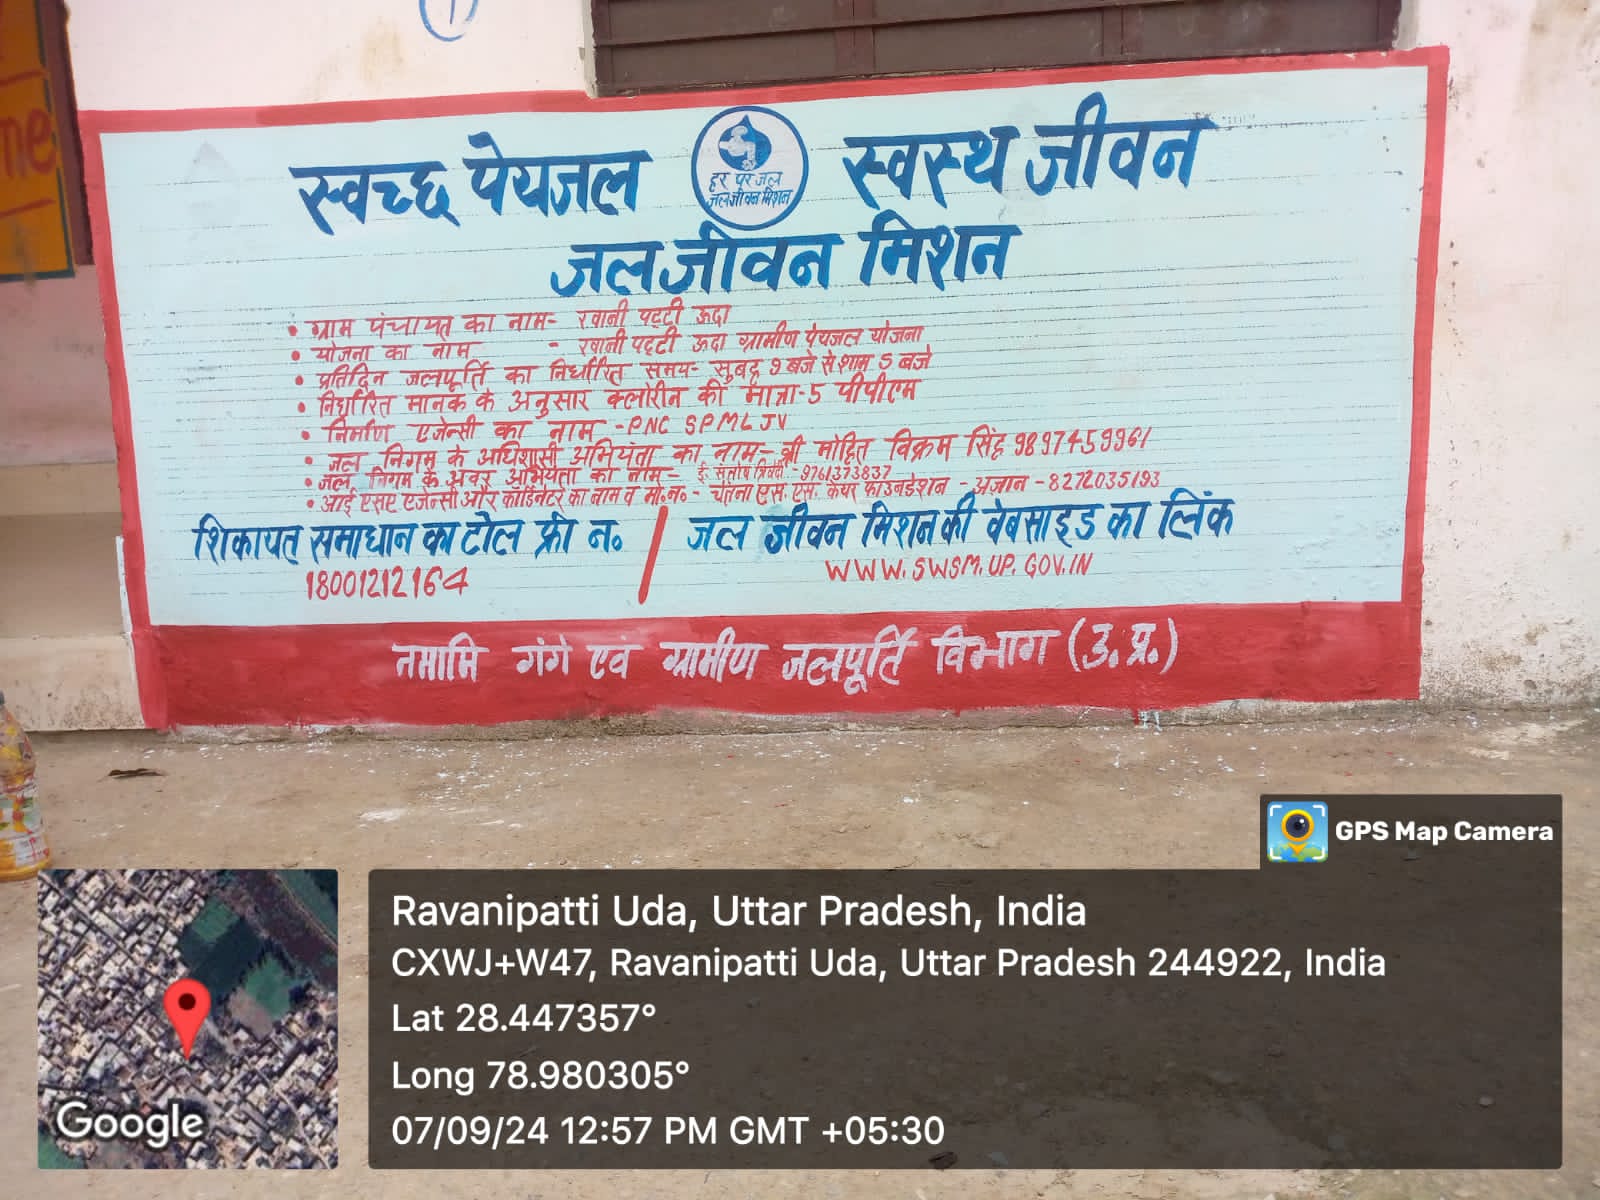 1
me
स्वच्छ पेयजल
हर घर जल
जल जीवन मिशन
स्वस्थ जीवन
जल जीवन मिशन
• ग्राम पंचायत का नाम- रवानी पट्टी ऊदा
• योजना का नाम - रवानी पट्टी ऊदा ग्रामीण पेयजल योजना
• प्रतिदिन जलपूर्ति का निर्धारित समय- सुबह 9 बजे से शाम 5 बजे
• निर्धारित मानक के अनुसार क्लोरीन की मात्रा-5 पीपीएम
• निर्माण एजेन्सी का नाम -PNC SPML JV
• जल निगम के अधिशासी अभियंता का नाम- श्री मोहित विक्रम सिंह 9897459961
• जल निगम के अवर अभियंता का नाम- ई. संतोष त्रिवेदी -9761373837
• आई एसए एजेन्सी और कोर्डिनेटर का नाम व मो.न.- चेतना एस. एस. केयर फाउनडेशन - अज़ान -8272035193
शिकायत समाधान का टोल फ्री न. / जल जीवन मिशन की वेबसाइड का लिंक
18001212164 WWW.SWSM.UP.GOV.IN
नमामि गंगे एवं ग्रामीण जलपूर्ति विभाग (उ.प्र.)
GPS Map Camera
Ravanipatti Uda, Uttar Pradesh, India
CXWJ+W47, Ravanipatti Uda, Uttar Pradesh 244922, India
Lat 28.447357°
Long 78.980305°
07/09/24 12:57 PM GMT +05:30
Google